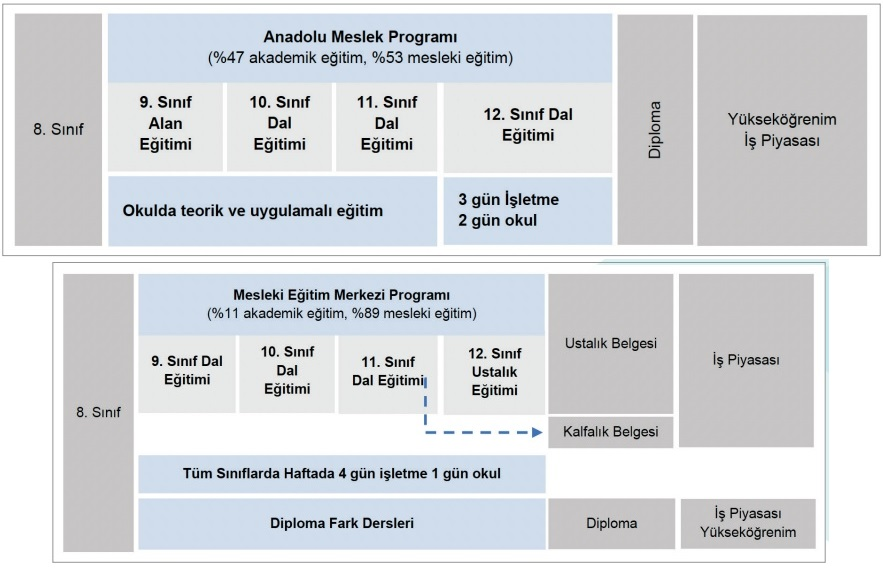 Anadolu Meslek Programı
(%47 akademik eğitim, %53 mesleki eğitim)
8. Sınıf
9. Sınıf
Alan
Eğitimi
10. Sınıf
Dal
Eğitimi
11. Sınıf
Dal
Eğitimi
12. Sınıf Dal
Eğitimi
Okulda teorik ve uygulamalı eğitim
3 gün İşletme
2 gün okul
Diploma
Yükseköğrenim
İş Piyasası
Mesleki Eğitim Merkezi Programı
(%11 akademik eğitim, %89 mesleki eğitim)
8. Sınıf
9. Sınıf Dal
Eğitimi
10. Sınıf
Dal
Eğitimi
11. Sınıf
Dal Eğitimi
12. Sınıf
Ustalık
Eğitimi
Ustalık Belgesi
Kalfalık Belgesi
İş Piyasası
Tüm Sınıflarda Haftada 4 gün işletme 1 gün okul
Diploma Fark Dersleri
Diploma
İş Piyasası
Yükseköğrenim